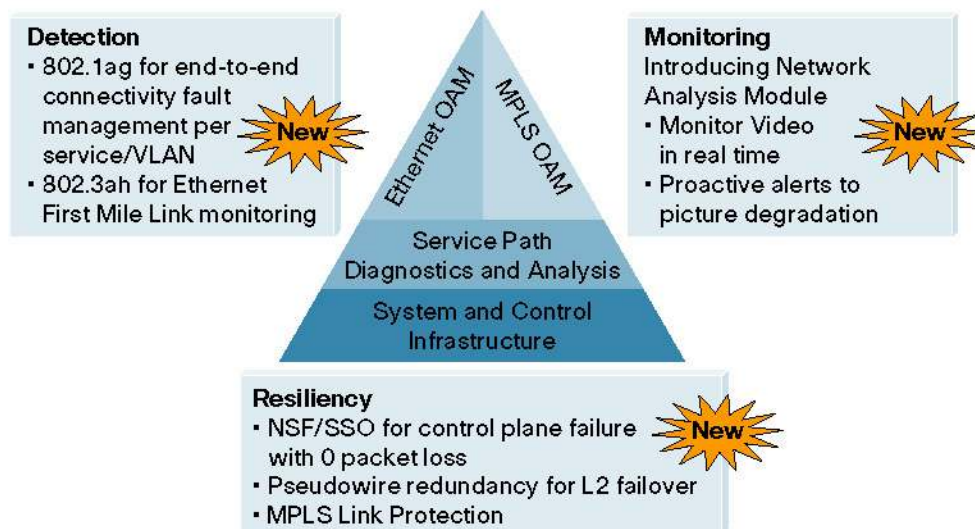 Detection
▪ 802.1ag for end-to-end
connectivity fault
management per
service/VLAN
▪ 802.3ah for Ethernet
First Mile Link monitoring
New
Ethernet OAM
MPLS OAM
Service Path
Diagnostics and Analysis
System and Control
Infrastructure
Monitoring
Introducing Network
Analysis Module
▪ Monitor Video
in real time
▪ Proactive alerts to
picture degradation
New
Resiliency
▪ NSF/SSO for control plane failure
with 0 packet loss
▪ Pseudowire redundancy for L2 failover
▪ MPLS Link Protection
New